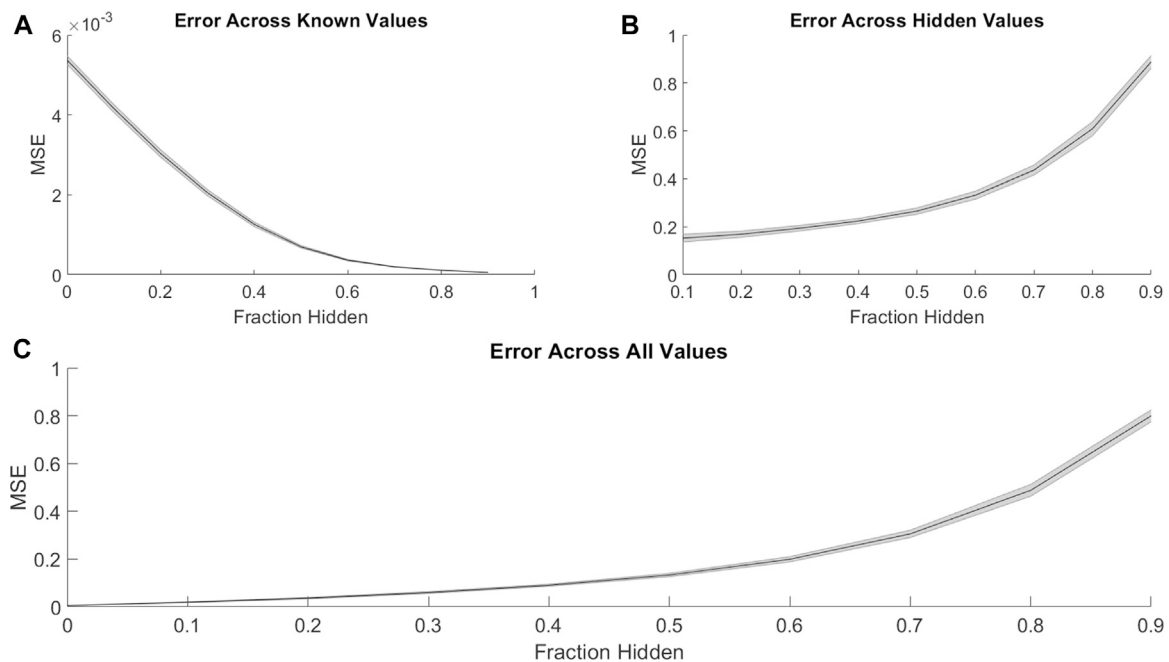 A
Error Across Known Values
×10⁻³
6
4
2
0
MSE
0 0.2 0.4 0.6 0.8 1
Fraction Hidden
B
Error Across Hidden Values
1
0.8
0.6
0.4
0.2
0
MSE
0.1 0.2 0.3 0.4 0.5 0.6 0.7 0.8 0.9
Fraction Hidden
C
Error Across All Values
1
0.8
0.6
0.4
0.2
0
MSE
0 0.1 0.2 0.3 0.4 0.5 0.6 0.7 0.8 0.9
Fraction Hidden